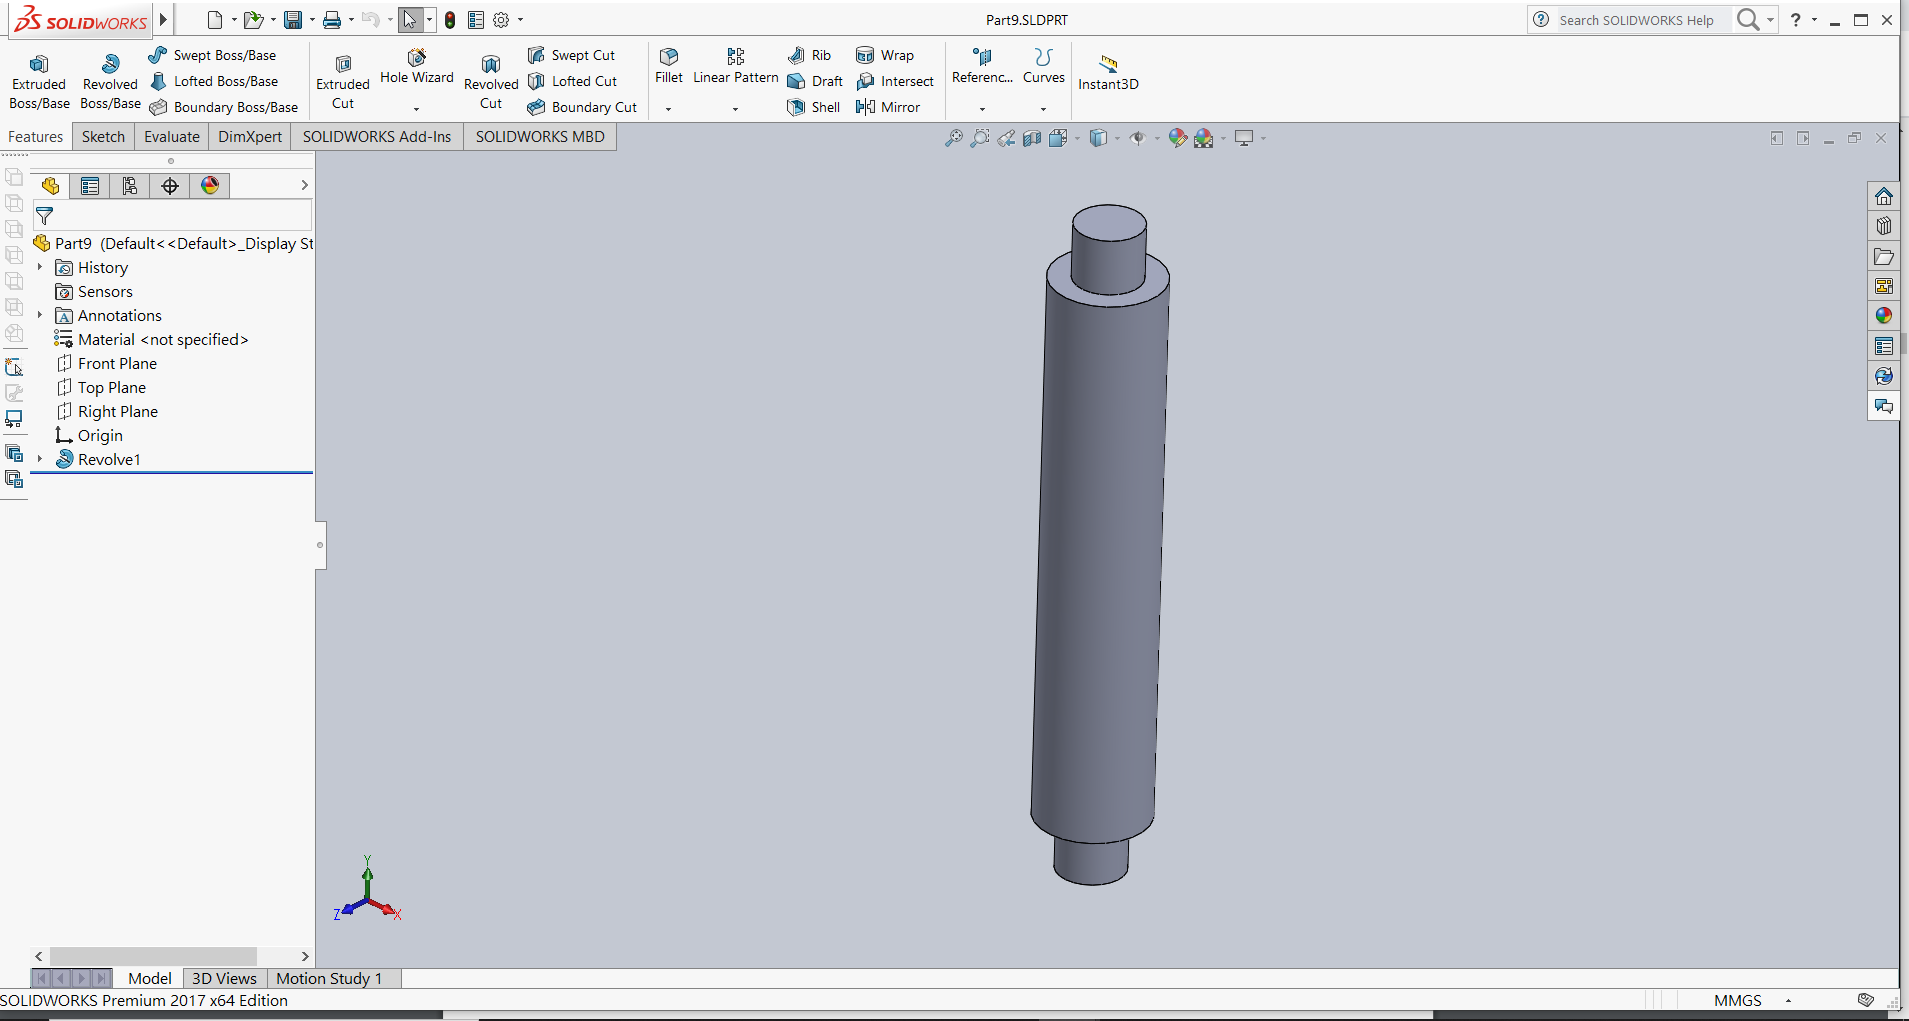 SOLIDWORKS
Part9.SLDPRT
Search SOLIDWORKS Help
?
Extruded Boss/Base
Revolved Boss/Base
Swept Boss/Base
Lofted Boss/Base
Boundary Boss/Base
Extruded Cut
Hole Wizard
Revolved Cut
Swept Cut
Lofted Cut
Boundary Cut
Fillet
Linear Pattern
Rib
Draft
Shell
Wrap
Intersect
Mirror
Referenc...
Curves
Instant3D
Features
Sketch
Evaluate
DimXpert
SOLIDWORKS Add-Ins
SOLIDWORKS MBD
Part9 (Default<<Default>_Display St
History
Sensors
Annotations
Material <not specified>
Front Plane
Top Plane
Right Plane
Origin
Revolve1
Y
Z
X
Model
3D Views
Motion Study 1
SOLIDWORKS Premium 2017 x64 Edition
MMGS